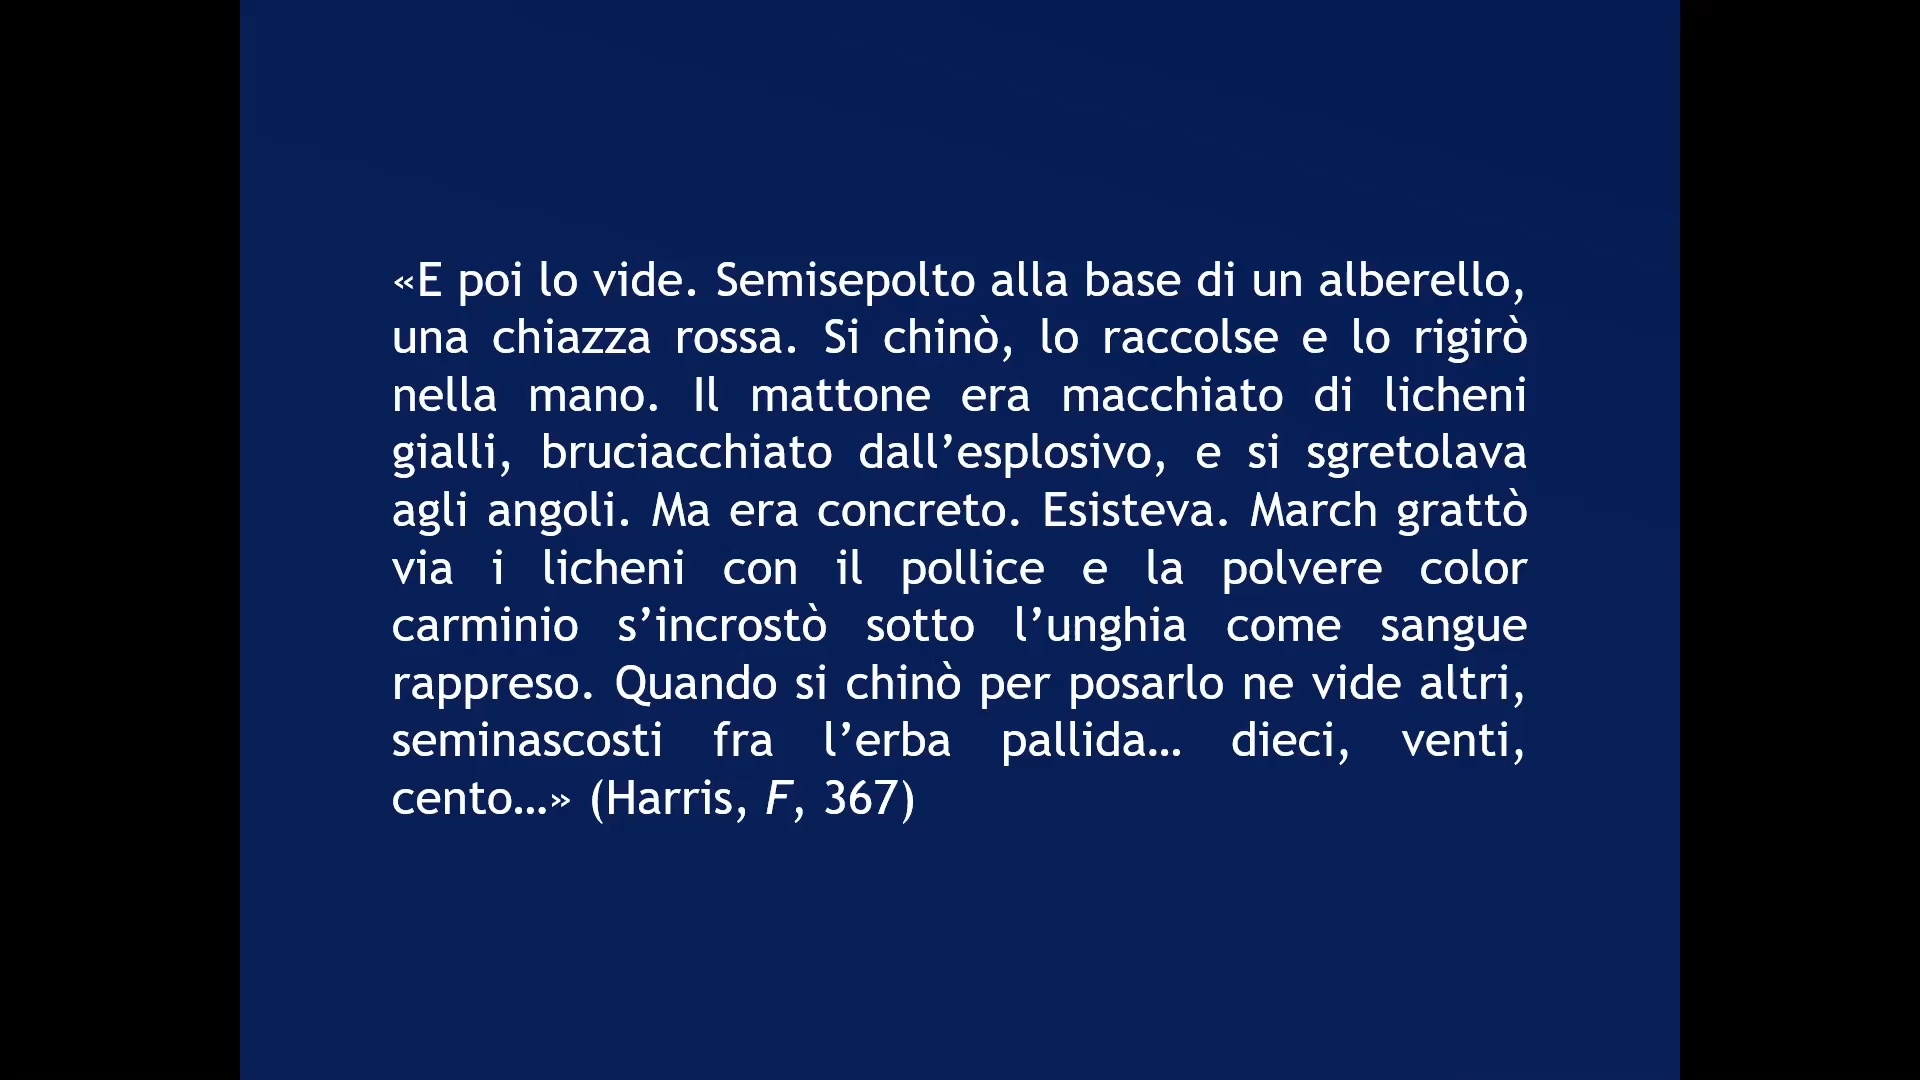 «E poi lo vide. Semisepolto alla base di un alberello,
una chiazza rossa. Si chinò, lo raccolse e lo rigirò
nella mano. Il mattone era macchiato di licheni
gialli, bruciacchiato dall’esplosivo, e si sgretolava
agli angoli. Ma era concreto. Esisteva. March grattò
via i licheni con il pollice e la polvere color
carminio s’incrostò sotto l’unghia come sangue
rappreso. Quando si chinò per posarlo ne vide altri,
seminascosti fra l’erba pallida… dieci, venti,
cento…» (Harris, F, 367)